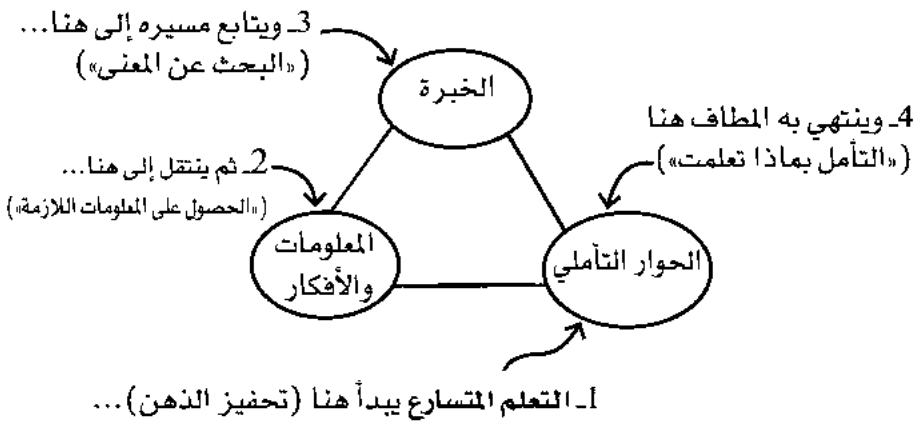 3ـ ويتابع مسيره إلى هنا...
(«البحث عن المعنى»)
الخبرة
4ـ وينتهي به المطاف هنا
(«التأمل بماذا تعلمت»)
2ـ ثم ينتقل إلى هنا...
(«الحصول على المعلومات اللازمة»)
المعلومات
والأفكار
الحوار التأملي
1ـ التعلم المتسارع يبدأ هنا (تحفيز الذهن)...